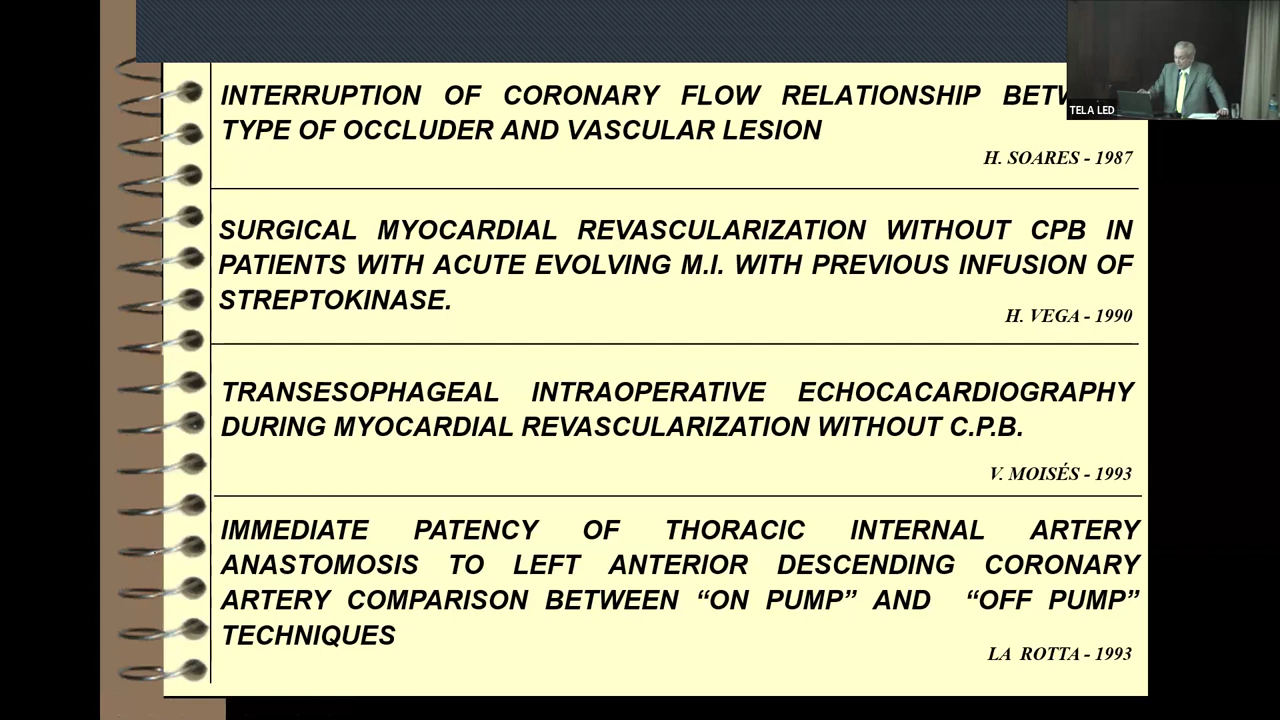 INTERRUPTION OF CORONARY FLOW RELATIONSHIP
TYPE OF OCCLUDER AND VASCULAR LESION
H. SOARES - 1987
SURGICAL MYOCARDIAL REVASCULARIZATION WITHOUT CPB IN
PATIENTS WITH ACUTE EVOLVING M.I. WITH PREVIOUS INFUSION OF
STREPTOKINASE.
H. VEGA - 1990
TRANSESOPHAGEAL INTRAOPERATIVE ECHOCACARDIOGRAPHY
DURING MYOCARDIAL REVASCULARIZATION WITHOUT C.P.B.
V. MOISÉS - 1993
IMMEDIATE PATENCY OF THORACIC INTERNAL ARTERY
ANASTOMOSIS TO LEFT ANTERIOR DESCENDING CORONARY
ARTERY COMPARISON BETWEEN “ON PUMP” AND “OFF PUMP”
TECHNIQUES
LA ROTTA - 1993
TELA LED